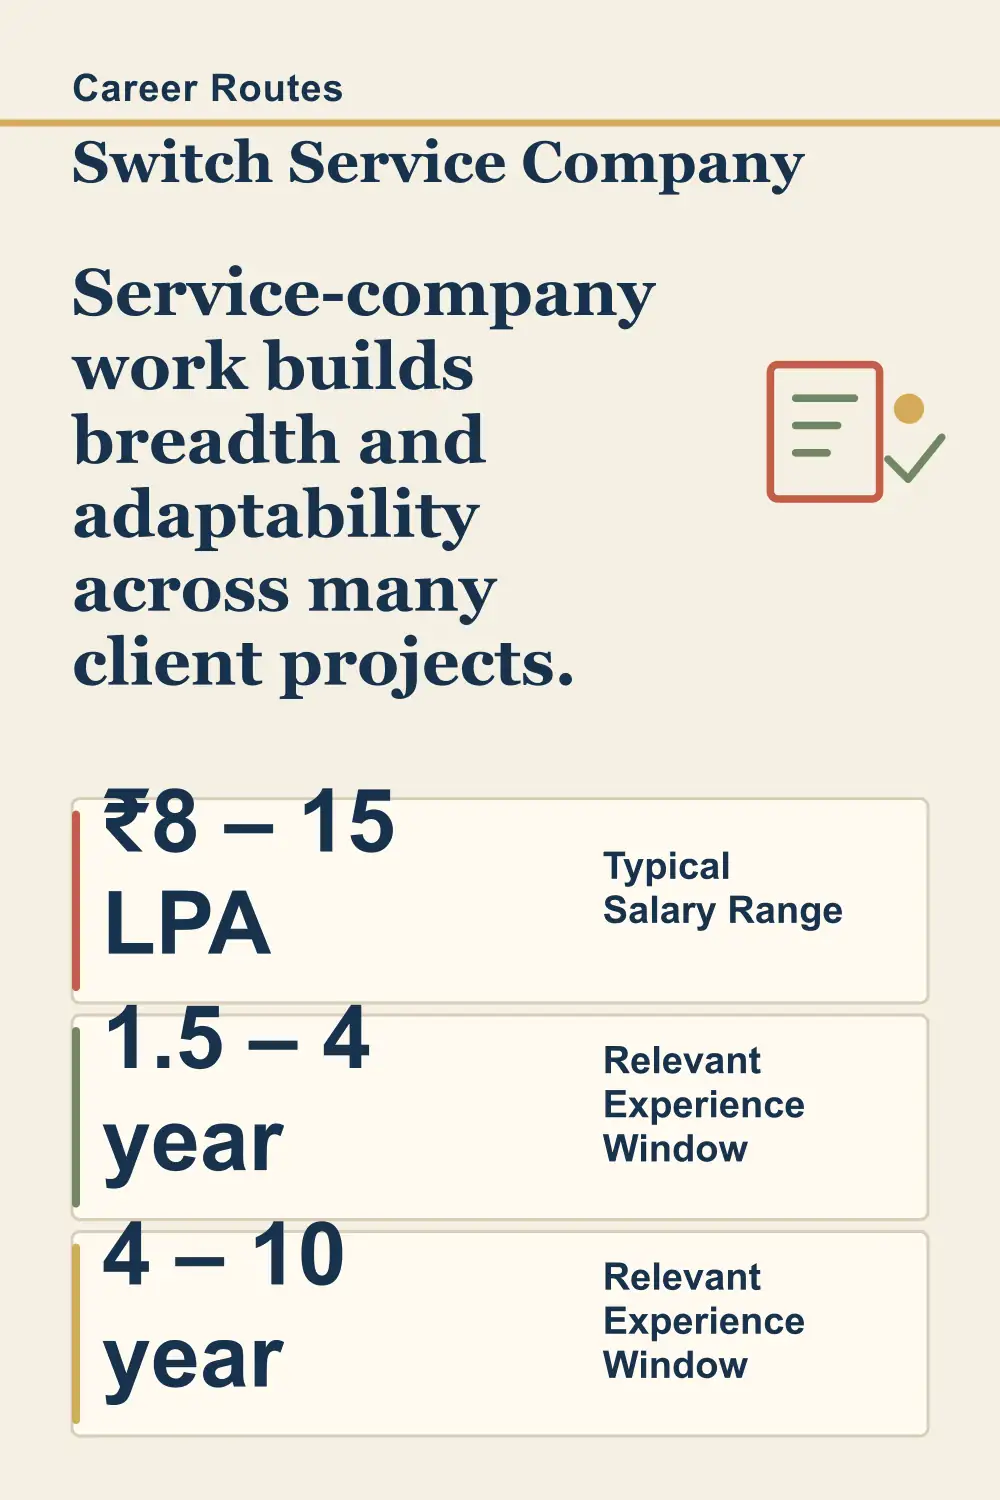 Career Routes
Switch Service Company
Service-company
work builds
breadth and
adaptability
across many
client projects.
₹8 – 15
LPA
Typical
Salary Range
1.5 – 4
year
Relevant
Experience
Window
4 – 10
year
Relevant
Experience
Window